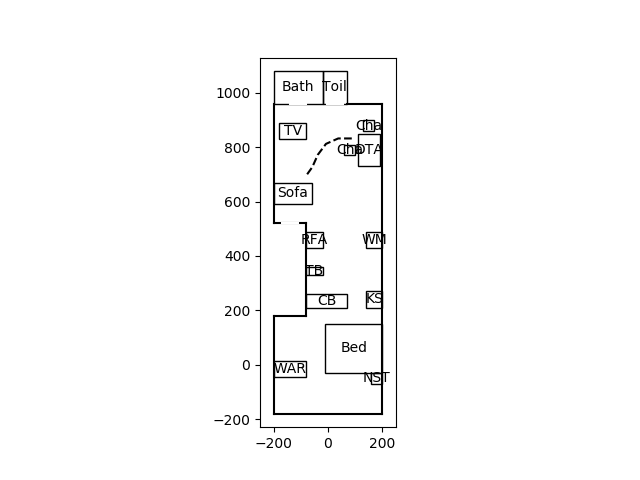 1000
800
600
400
200
0
−200
−200
0
200
Bath
Toil
TV
Cha
Cha
DTA
Sofa
RFA
WM
TB
CB
KS
Bed
WAR
NST